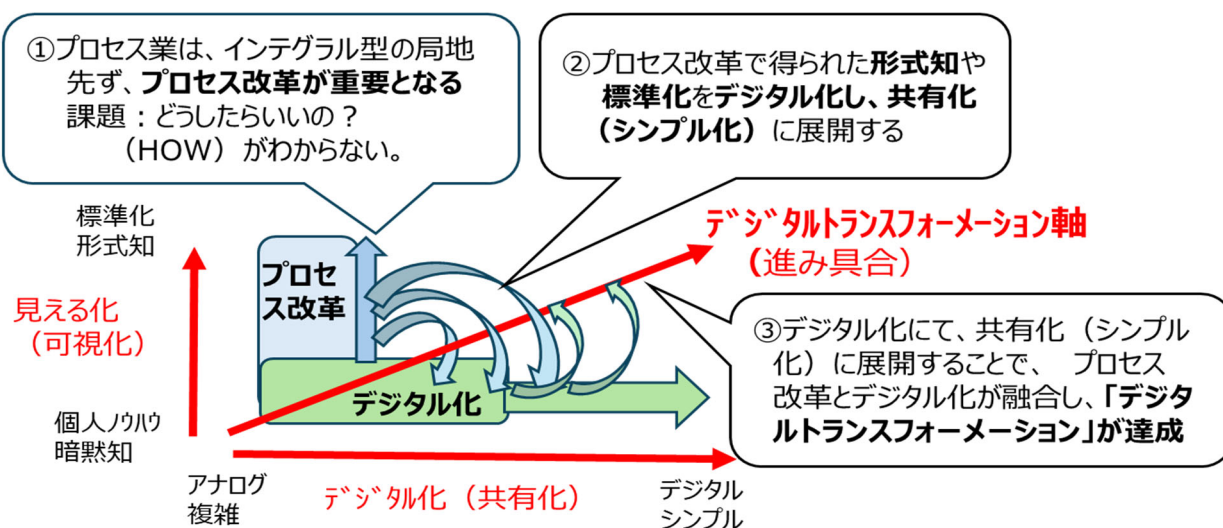 ①プロセス業は、インテグラル型の局地
先ず、プロセス改革が重要となる
課題：どうしたらいいの？
（HOW）がわからない。
②プロセス改革で得られた形式知や
標準化をデジタル化し、共有化
（シンプル化）に展開する
標準化
形式知
デジタルトランスフォーメーション軸
（進み具合）
プロセ
ス改革
見える化
（可視化）
③デジタル化にて、共有化（シンプル
化）に展開することで、　プロセス
改革とデジタル化が融合し、「デジタ
ルトランスフォーメーション」が達成
デジタル化
個人ノウハウ
暗黙知
アナログ
複雑
デジタル化（共有化）
デジタル
シンプル